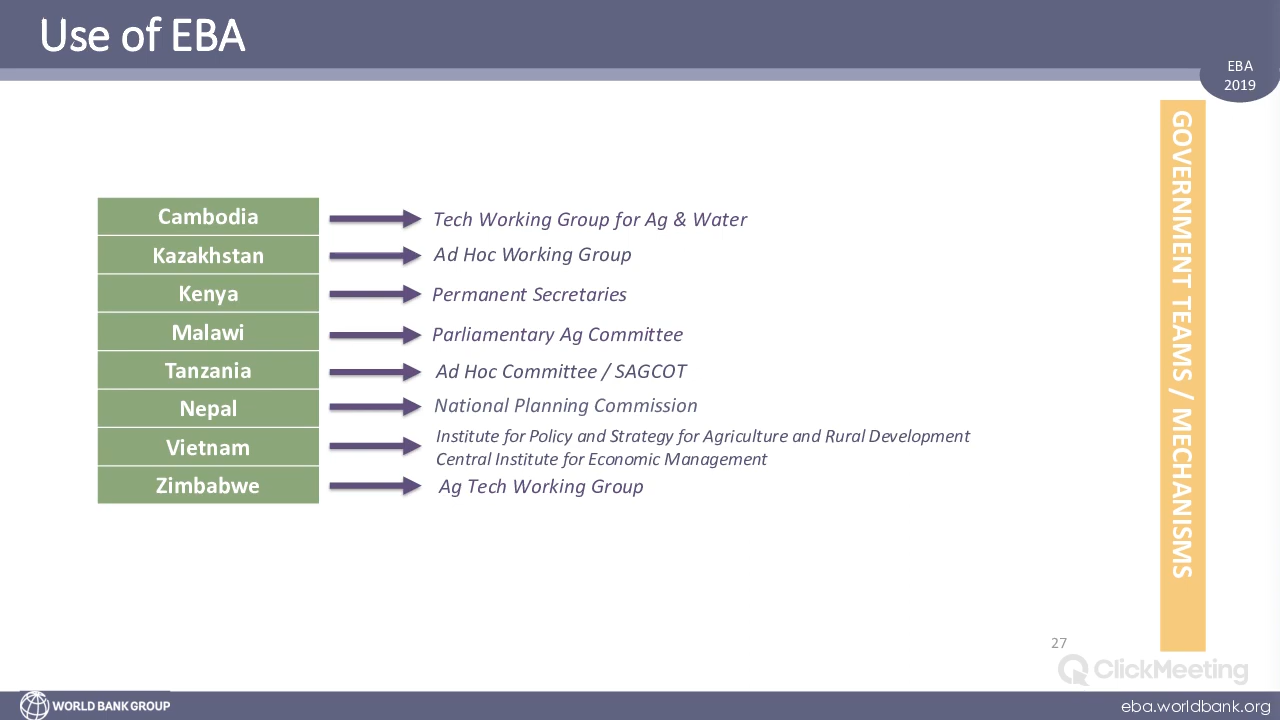 Use of EBA
EBA
2019
Cambodia
Tech Working Group for Ag & Water
Kazakhstan
Ad Hoc Working Group
Kenya
Permanent Secretaries
Malawi
Parliamentary Ag Committee
Tanzania
Ad Hoc Committee / SAGCOT
Nepal
National Planning Commission
Vietnam
Institute for Policy and Strategy for Agriculture and Rural Development
Central Institute for Economic Management
Zimbabwe
Ag Tech Working Group
GOVERNMENT TEAMS / MECHANISMS
27
ClickMeeting
WORLD BANK GROUP
eba.worldbank.org